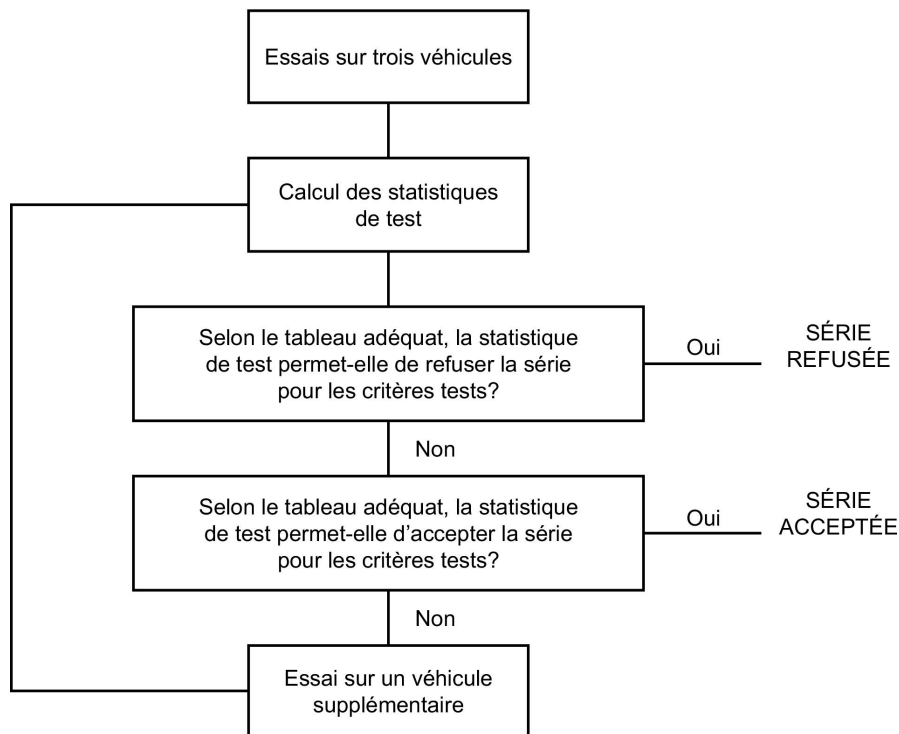 Essais sur trois véhicules
Calcul des statistiques
de test
Selon le tableau adéquat, la statistique
de test permet-elle de refuser la série
pour les critères tests?
Oui
SÉRIE
REFUSÉE
Non
Selon le tableau adéquat, la statistique
de test permet-elle d’accepter la série
pour les critères tests?
Oui
SÉRIE
ACCEPTÉE
Non
Essai sur un véhicule
supplémentaire